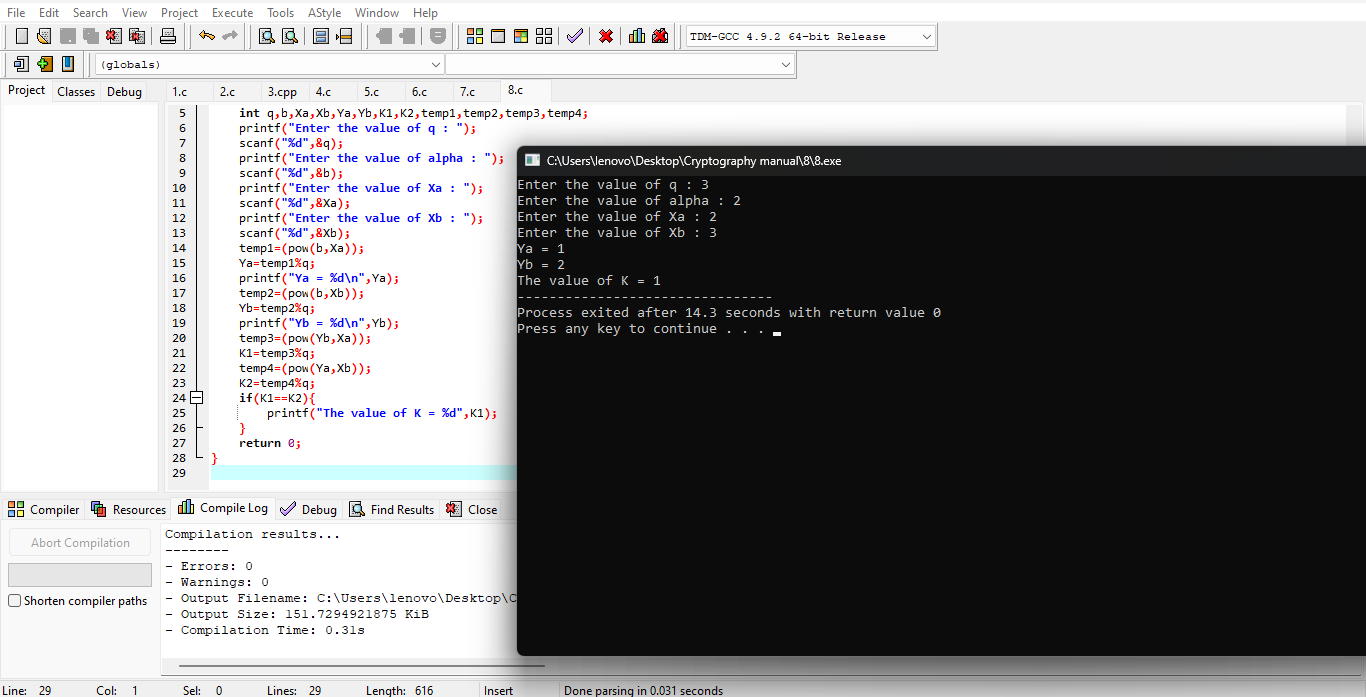 File Edit Search View Project Execute Tools AStyle Window Help
TDM-GCC 4.9.2 64-bit Release
(globals)
Project Classes Debug
1.c 2.c 3.cpp 4.c 5.c 6.c 7.c 8.c
5 int q,b,Xa,Xb,Ya,Yb,K1,K2,temp1,temp2,temp3,temp4;
6 printf("Enter the value of q : ");
7 scanf("%d",&q);
8 printf("Enter the value of alpha : ");
9 scanf("%d",&b);
10 printf("Enter the value of Xa : ");
11 scanf("%d",&Xa);
12 printf("Enter the value of Xb : ");
13 scanf("%d",&Xb);
14 temp1=(pow(b,Xa));
15 Ya=temp1%q;
16 printf("Ya = %d\n",Ya);
17 temp2=(pow(b,Xb));
18 Yb=temp2%q;
19 printf("Yb = %d\n",Yb);
20 temp3=(pow(Yb,Xa));
21 K1=temp3%q;
22 temp4=(pow(Ya,Xb));
23 K2=temp4%q;
24 if(K1==K2){
25 printf("The value of K = %d",K1);
26 }
27 return 0;
28 }
29
C:\Users\lenovo\Desktop\Cryptography manual\8\8.exe
Enter the value of q : 3
Enter the value of alpha : 2
Enter the value of Xa : 2
Enter the value of Xb : 3
Ya = 1
Yb = 2
The value of K = 1
--------------------------------
Process exited after 14.3 seconds with return value 0
Press any key to continue . . .
Compiler Resources Compile Log Debug Find Results Close
Abort Compilation
Shorten compiler paths
Compilation results...
--------
- Errors: 0
- Warnings: 0
- Output Filename: C:\Users\lenovo\Desktop\C
- Output Size: 151.7294921875 KiB
- Compilation Time: 0.31s
Line: 29 Col: 1 Sel: 0 Lines: 29 Length: 616 Insert Done parsing in 0.031 seconds